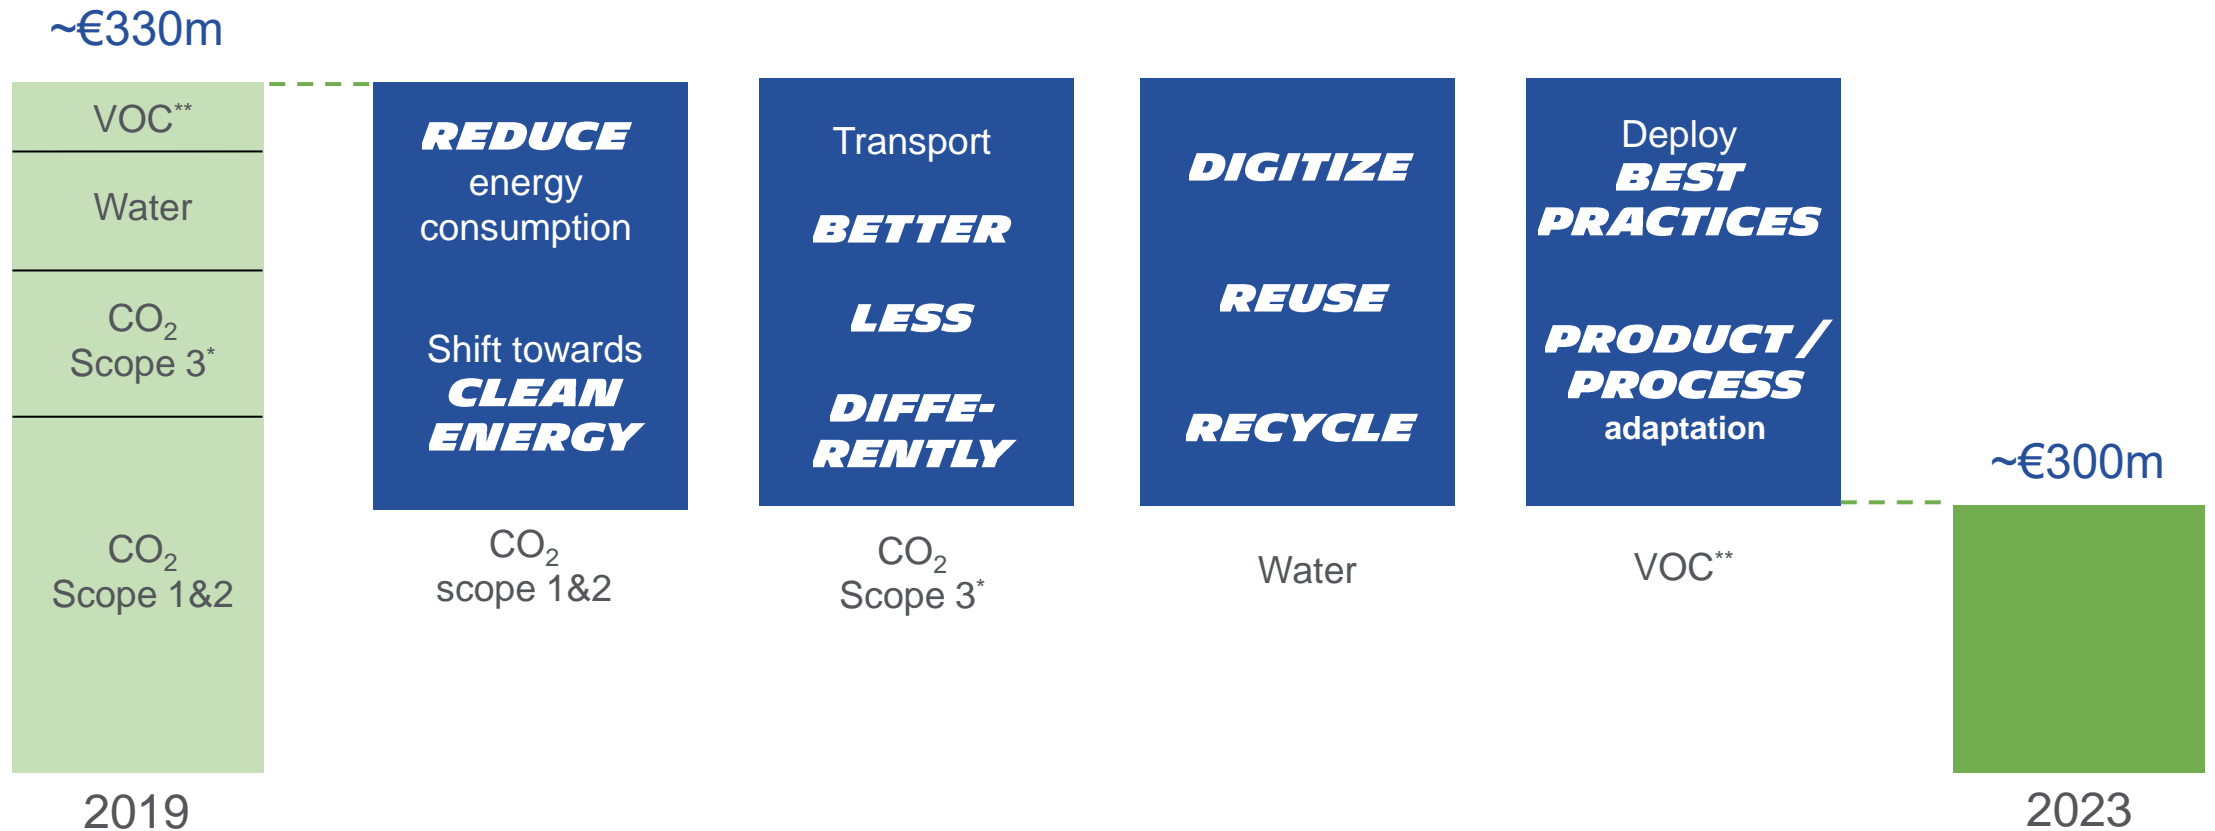 ~€330m
VOC**
Water
CO2
Scope 3*
CO2
Scope 1&2
2019
REDUCE
energy
consumption
Shift towards
CLEAN
ENERGY
CO2
scope 1&2
Transport
BETTER
LESS
DIFFE-
RENTLY
CO2
Scope 3*
DIGITIZE
REUSE
RECYCLE
Water
Deploy
BEST
PRACTICES
PRODUCT /
PROCESS
adaptation
VOC**
~€300m
2023